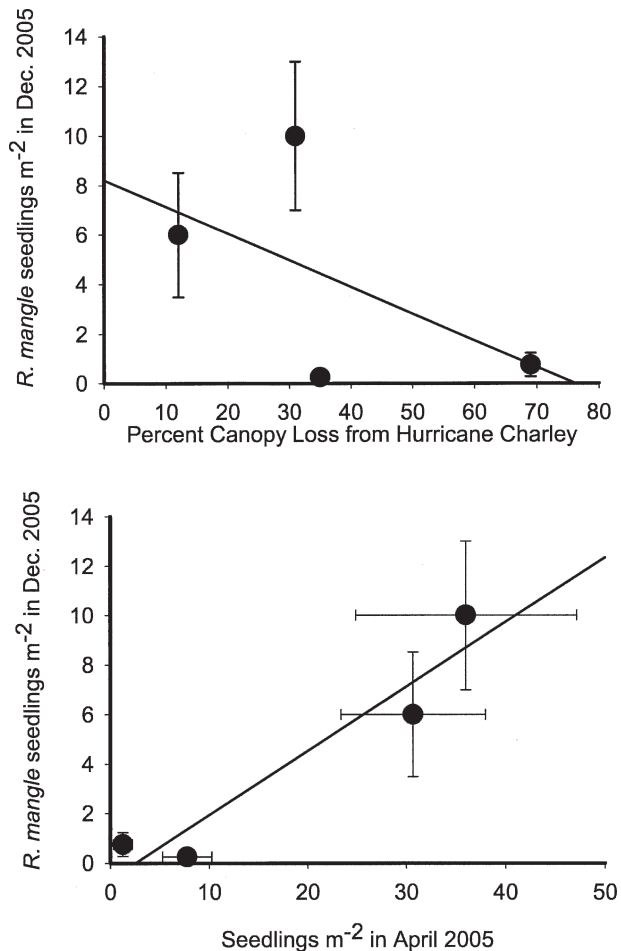 R. mangle seedlings m-2 in Dec. 2005
14
12
10
8
6
4
2
0
0 10 20 30 40 50 60 70 80
Percent Canopy Loss from Hurricane Charley
R. mangle seedlings m-2 in Dec. 2005
14
12
10
8
6
4
2
0
0 10 20 30 40 50
Seedlings m-2 in April 2005